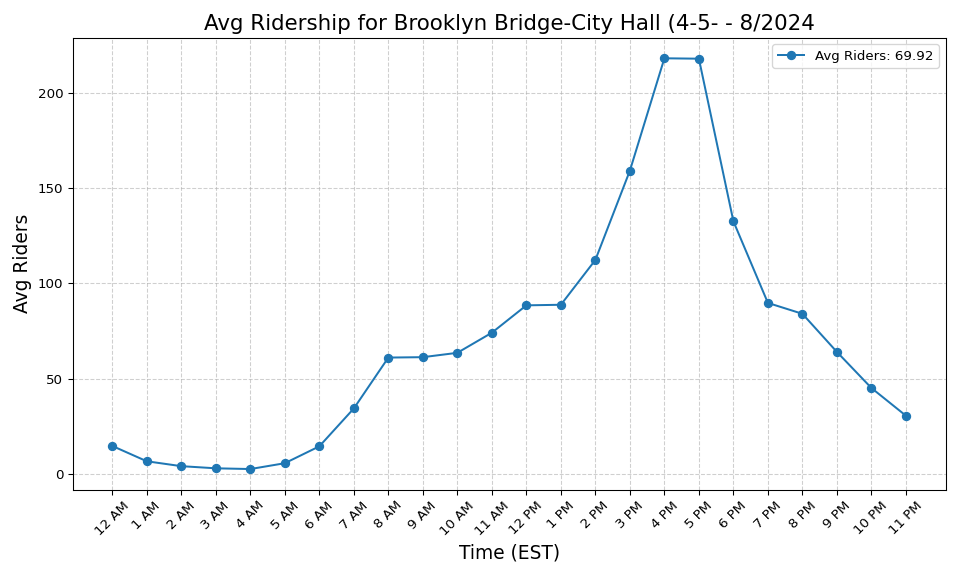 Avg Ridership for Brooklyn Bridge-City Hall (4-5- - 8/2024
Avg Riders: 69.92
Avg Riders
200
150
100
50
0
12 AM
1 AM
2 AM
3 AM
4 AM
5 AM
6 AM
7 AM
8 AM
9 AM
10 AM
11 AM
12 PM
1 PM
2 PM
3 PM
4 PM
5 PM
6 PM
7 PM
8 PM
9 PM
10 PM
11 PM
Time (EST)